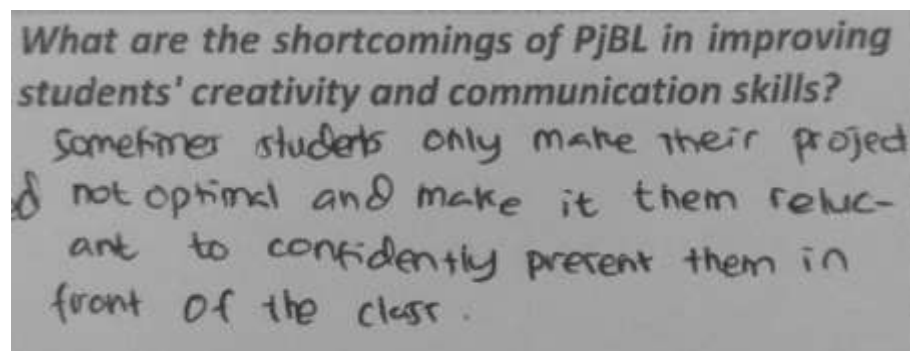 What are the shortcomings of PjBL in improving
students' creativity and communication skills?
Sometimes students only make their project
not optimal and make it them reluc-
ant to confidently present them in
front of the class.